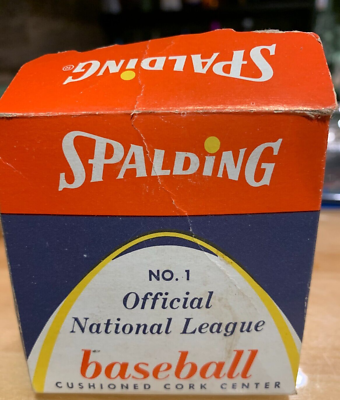 SPALDING®
SPALDING
NO. 1
Official
National League
baseball
CUSHIONED CORK CENTER